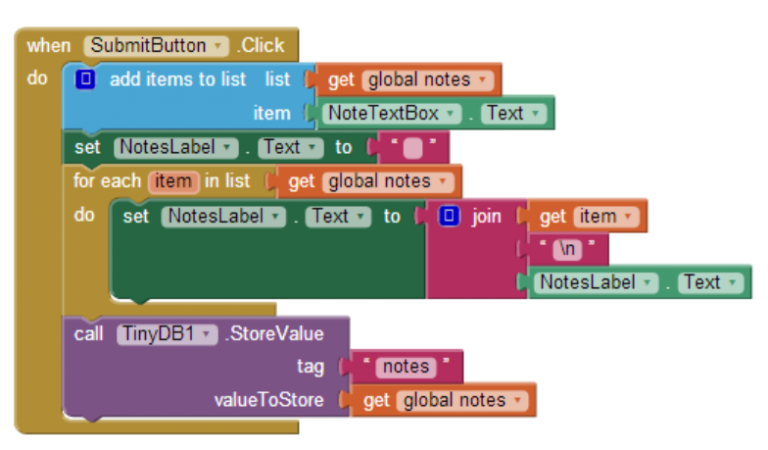 when SubmitButton .Click
do add items to list list get global notes
item NoteTextBox . Text
set NotesLabel . Text to " "
for each item in list get global notes
do set NotesLabel . Text to join get item
" \n "
NotesLabel . Text
call TinyDB1 .StoreValue
tag " notes "
valueToStore get global notes